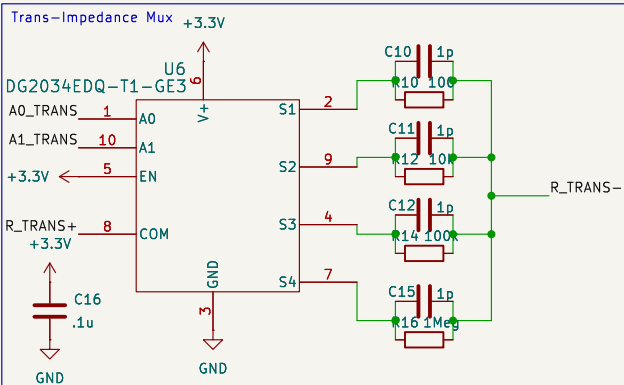 Trans-Impedance Mux
+3.3V
U6
DG2034EDQ-T1-GE3
6
V+
A0_TRANS
1
A0
A1_TRANS
10
A1
+3.3V
5
EN
R_TRANS+
8
COM
+3.3V
C16
.1u
GND
GND
3
GND
S1
2
S2
9
S3
4
S4
7
C10
1p
R10
100
C11
1p
R12
10k
C12
1p
R14
100k
C15
1p
R16
1Meg
R_TRANS-